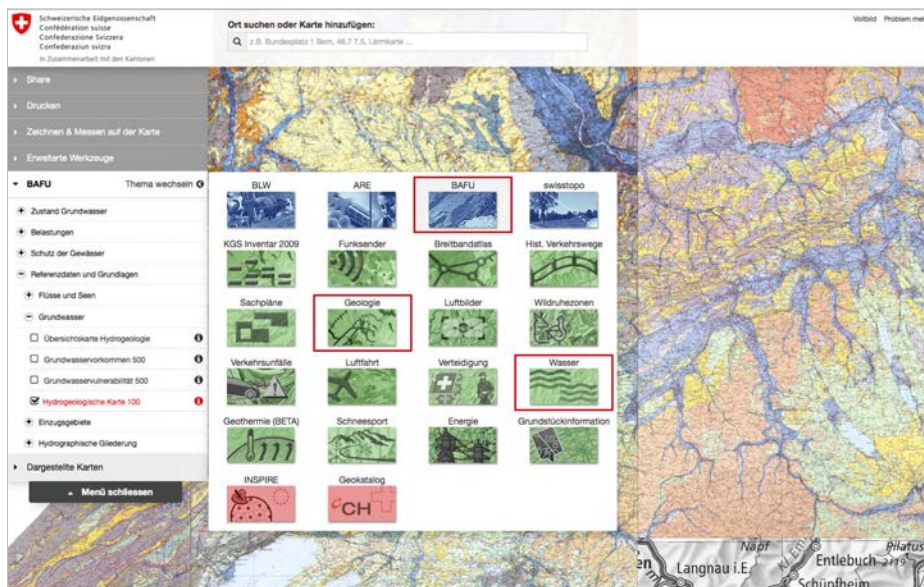 Schweizerische Eidgenossenschaft
Confédération suisse
Confederazione Svizzera
Confederaziun svizra
In Zusammenarbeit mit den Kantonen
Ort suchen oder Karte hinzufügen:
z.B. Bundesplatz 1 Bern, 46.7 7.5, Lärmkarte ...
Vollbild Problem mel
Share
Drucken
Zeichnen & Messen auf der Karte
Erweiterte Werkzeuge
BAFU Thema wechseln
Zustand Grundwasser
Belastungen
Schutz der Gewässer
Referenzdaten und Grundlagen
Flüsse und Seen
Grundwasser
Übersichtskarte Hydrogeologie
Grundwasservorkommen 500
Grundwasservulnerabilität 500
Hydrogeologische Karte 100
Einzugsgebiete
Hydrographische Gliederung
Dargestellte Karten
Menü schliessen
BLW ARE BAFU swisstopo
KGS Inventar 2009 Funksender Breitbandatlas Hist. Verkehrswege
Sachpläne Geologie Luftbilder Wildruhezonen
Verkehrsunfälle Luftfahrt Verteidigung Wasser
Geothermie (BETA) Schneesport Energie Grundstückinformation
INSPIRE Geokatalog
CH
Napf Pilatus
en Langnau i.E. Entlebuch 2119
Schüpfheim